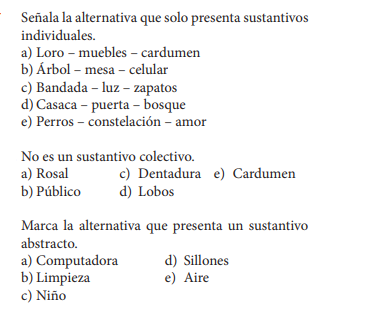 Señala la alternativa que solo presenta sustantivos
individuales.
a) Loro – muebles – cardumen
b) Árbol – mesa – celular
c) Bandada – luz – zapatos
d) Casaca – puerta – bosque
e) Perros – constelación – amor
No es un sustantivo colectivo.
a) Rosal c) Dentadura e) Cardumen
b) Público d) Lobos
Marca la alternativa que presenta un sustantivo
abstracto.
a) Computadora d) Sillones
b) Limpieza e) Aire
c) Niño